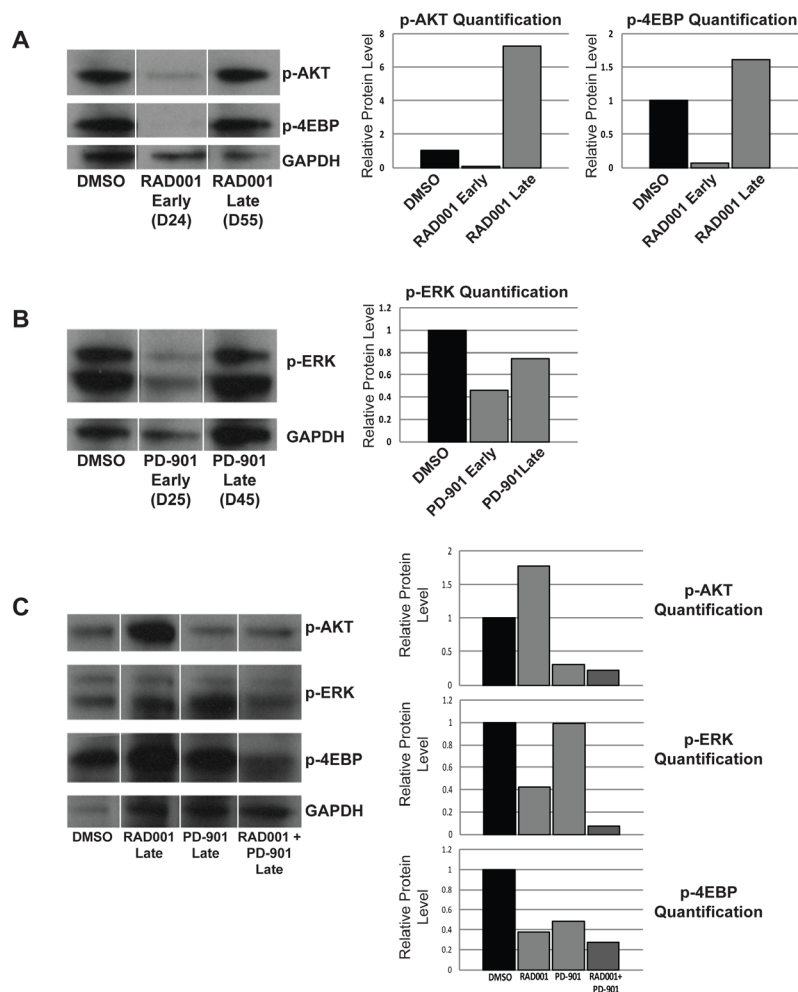 A
p-AKT
p-4EBP
GAPDH
DMSO
RAD001
Early
(D24)
RAD001
Late
(D55)
p-AKT Quantification
Relative Protein Level
8
6
4
2
0
DMSO
RAD001 Early
RAD001 Late
p-4EBP Quantification
Relative Protein Level
2
1.5
1
0.5
0
DMSO
RAD001 Early
RAD001 Late
B
p-ERK
GAPDH
DMSO
PD-901
Early
(D25)
PD-901
Late
(D45)
p-ERK Quantification
Relative Protein Level
1.2
1
0.8
0.6
0.4
0.2
0
DMSO
PD-901 Early
PD-901Late
C
p-AKT
p-ERK
p-4EBP
GAPDH
DMSO
RAD001
Late
PD-901
Late
RAD001 +
PD-901
Late
Relative Protein
Level
2
1.5
1
0.5
0
p-AKT
Quantification
Relative Protein
Level
1.2
1
0.8
0.6
0.4
0.2
0
p-ERK
Quantification
Relative Protein
Level
1.2
1
0.8
0.6
0.4
0.2
0
DMSO
RAD001
PD-901
RAD001+
PD-901
p-4EBP
Quantification